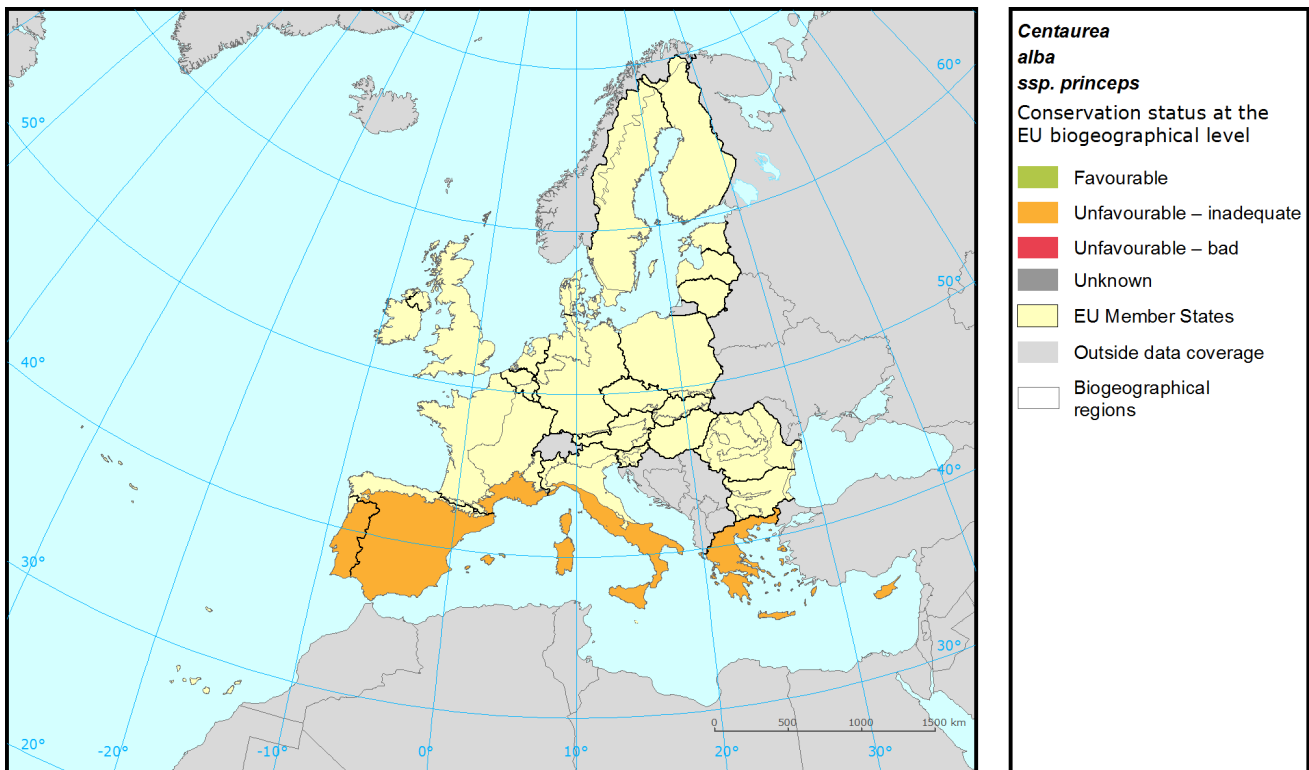 Centaurea
alba
ssp. princeps
Conservation status at the
EU biogeographical level
Favourable
Unfavourable – inadequate
Unfavourable – bad
Unknown
EU Member States
Outside data coverage
Biogeographical
regions
60°
50°
50°
40°
40°
30°
30°
0 500 1000 1500 km
20° -20° -10° 0° 10° 20° 30°